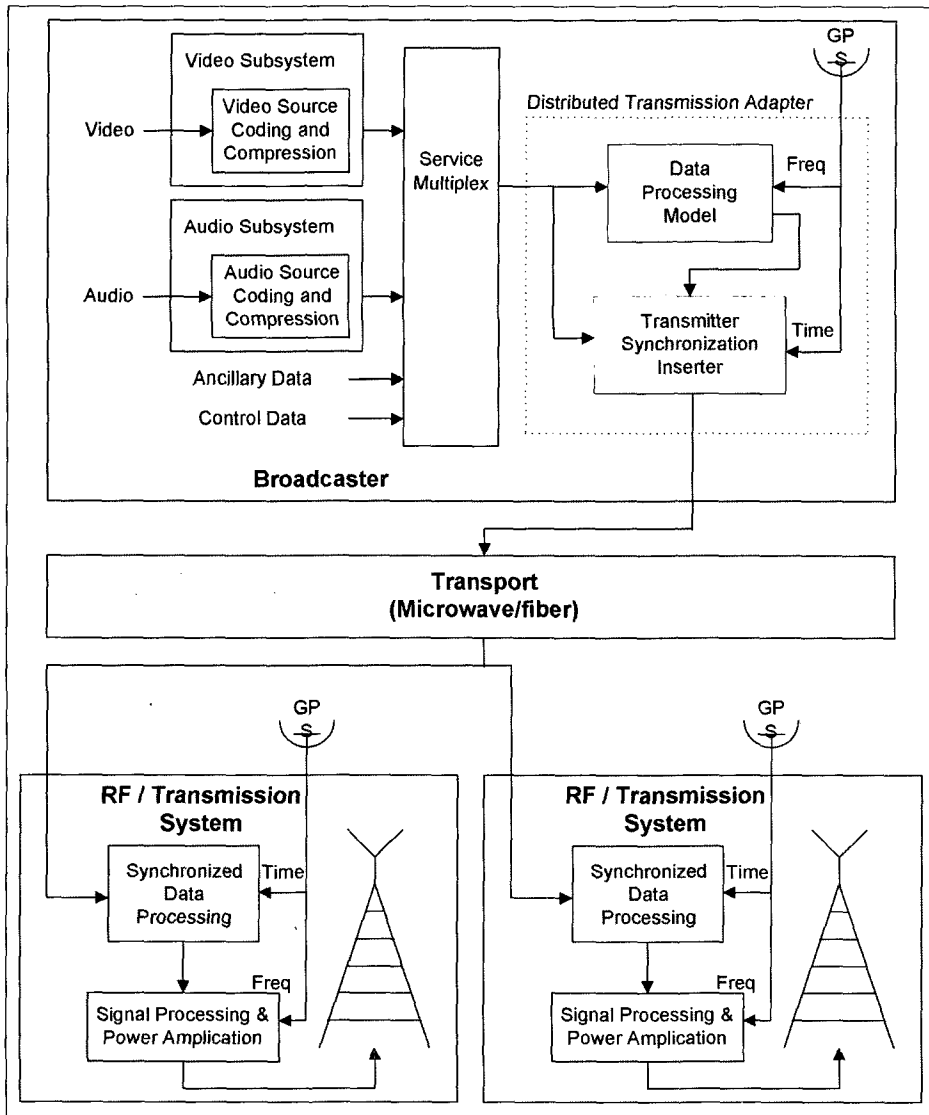 GP
S
Video Subsystem
Video Source
Coding and
Compression
Video
Distributed Transmission Adapter
Service
Multiplex
Data
Processing
Model
Freq
Audio Subsystem
Audio Source
Coding and
Compression
Audio
Transmitter
Synchronization
Inserter
Time
Ancillary Data
Control Data
Broadcaster
Transport
(Microwave/fiber)
GP
S
RF / Transmission
System
Synchronized
Data
Processing
Time
Freq
Signal Processing &
Power Amplication
GP
S
RF / Transmission
System
Synchronized
Data
Processing
Time
Freq
Signal Processing &
Power Amplication